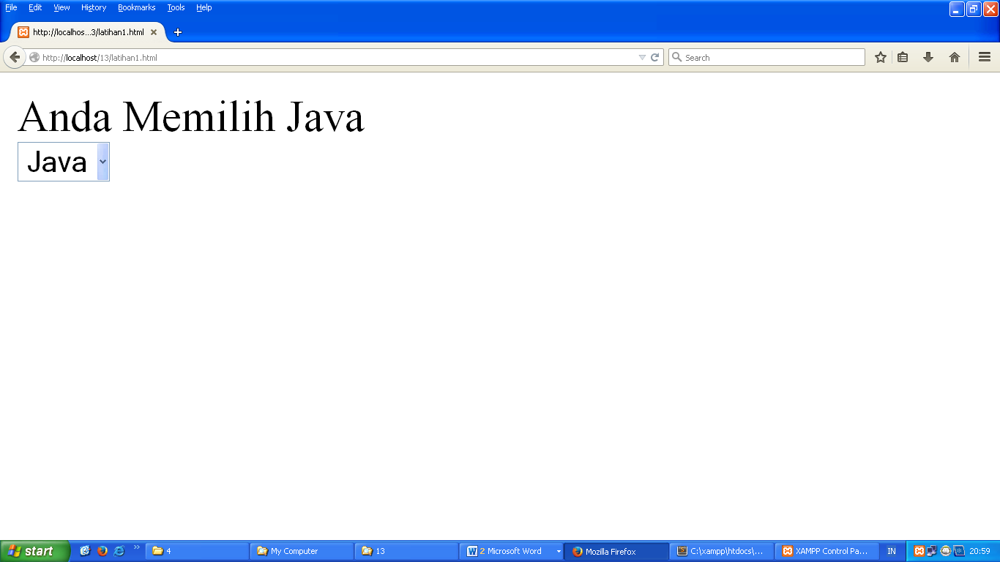 File Edit View History Bookmarks Tools Help
http://localhos...3/latihan1.html
http://localhost/13/latihan1.html
Search
Anda Memilih Java
Java
start
4
My Computer
13
2 Microsoft Word
Mozilla Firefox
C:\xampp\htdocs\...
XAMPP Control Pa...
IN
20:59